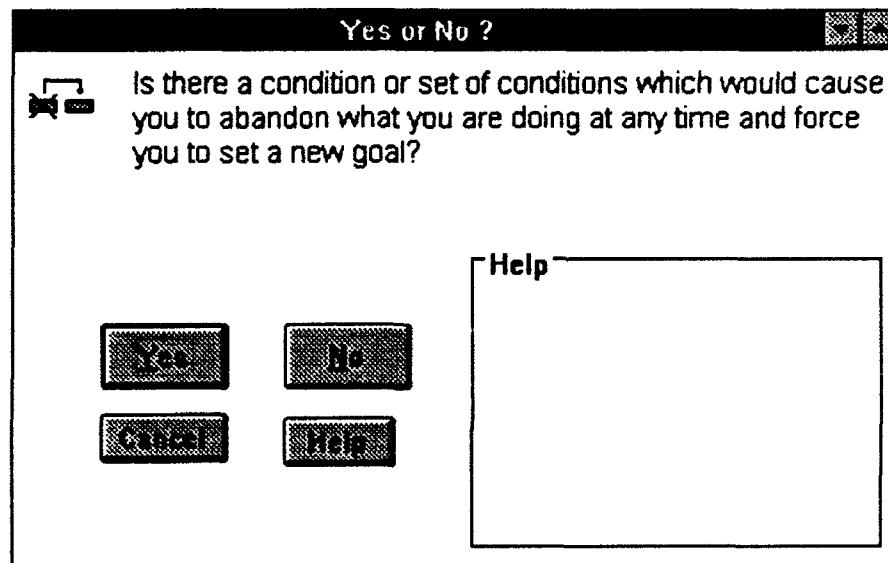 Yes or No ?
Is there a condition or set of conditions which would cause
you to abandon what you are doing at any time and force
you to set a new goal?
Help
Yes
No
Cancel
Help